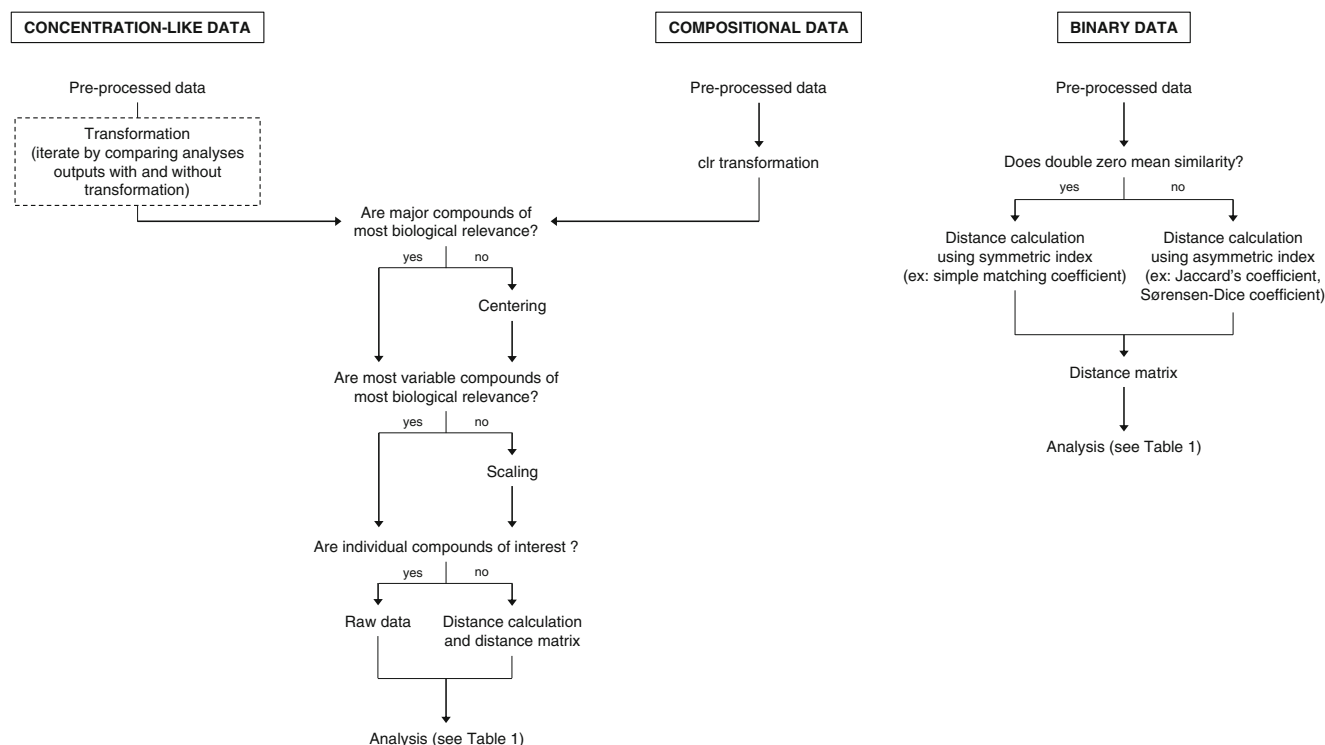 CONCENTRATION-LIKE DATA
Pre-processed data
Transformation
(iterate by comparing analyses
outputs with and without
transformation)
COMPOSITIONAL DATA
Pre-processed data
clr transformation
Are major compounds of
most biological relevance?
yes
no
Centering
Are most variable compounds of
most biological relevance?
yes
no
Scaling
Are individual compounds of interest ?
yes
no
Raw data
Distance calculation
and distance matrix
Analysis (see Table 1)
BINARY DATA
Pre-processed data
Does double zero mean similarity?
yes
no
Distance calculation
using symmetric index
(ex: simple matching coefficient)
Distance calculation
using asymmetric index
(ex: Jaccard's coefficient,
Sørensen-Dice coefficient)
Distance matrix
Analysis (see Table 1)